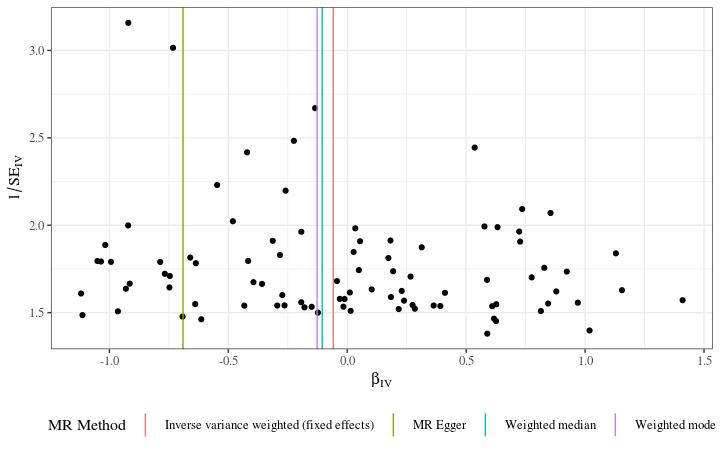 3.0
2.5
2.0
1.5
1/SE_IV
-1.0 -0.5 0.0 0.5 1.0 1.5
β_IV
MR Method Inverse variance weighted (fixed effects) MR Egger Weighted median Weighted mode